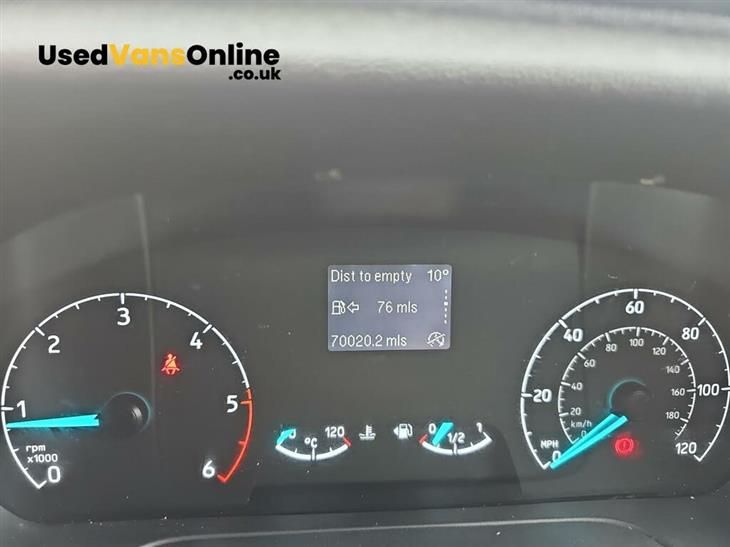 UsedVansOnline
.co.uk
Dist to empty 10°
76 mls
70020.2 mls
0 1 2 3 4 5 6
rpm
x1000
0 °C 120
0 1/2 1
0 20 40 60 80 100 120
MPH
0 20 40 60 80 100 120 140 160 180
km/h